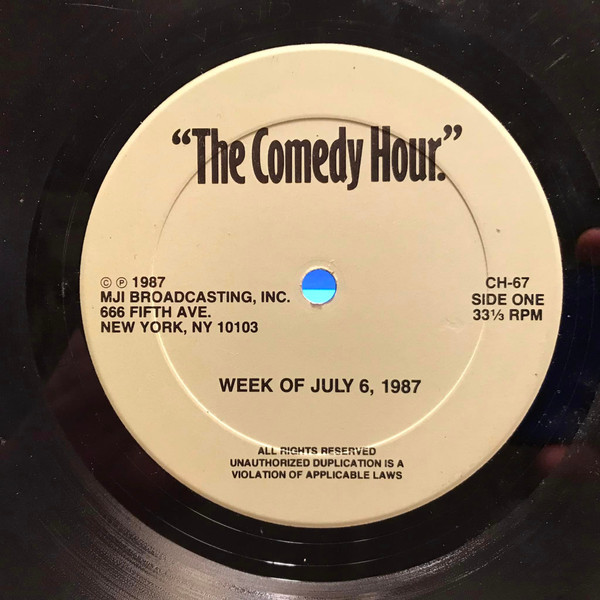 “The Comedy Hour.”
© ℗ 1987
MJI BROADCASTING, INC.
666 FIFTH AVE.
NEW YORK, NY 10103
CH-67
SIDE ONE
33⅓ RPM
WEEK OF JULY 6, 1987
ALL RIGHTS RESERVED
UNAUTHORIZED DUPLICATION IS A
VIOLATION OF APPLICABLE LAWS